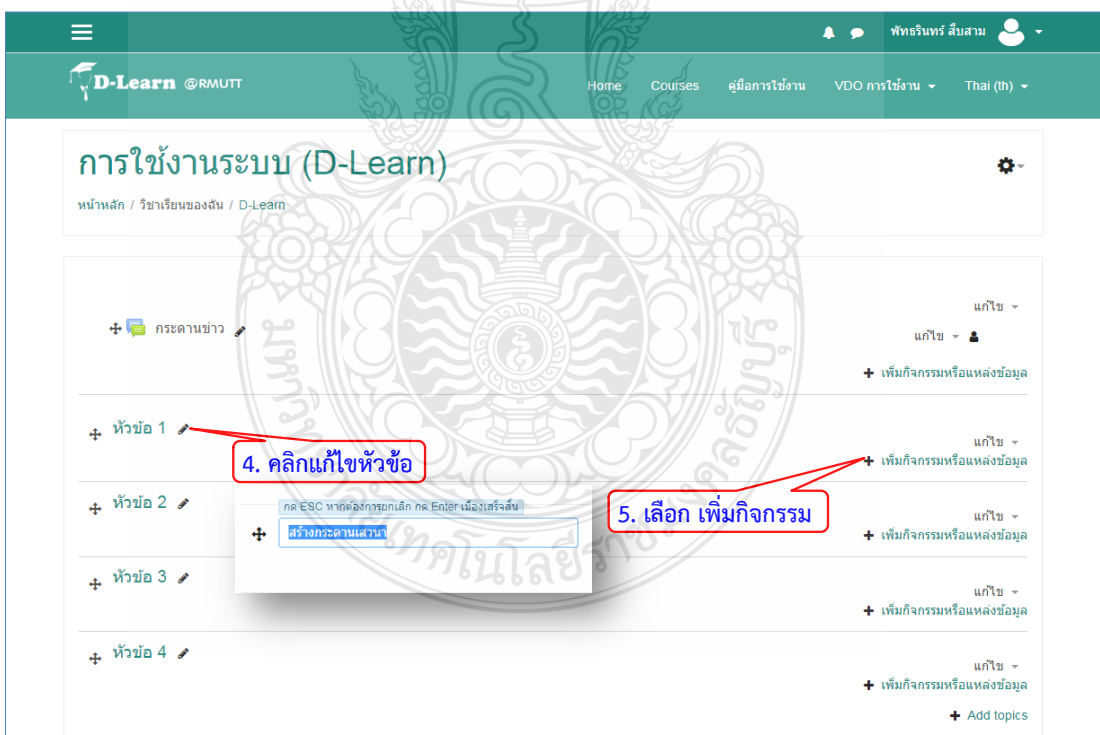 พัทธรินทร์ สืบสาม
D-Learn @RMUTT
Home Courses คู่มือการใช้งาน VDO การใช้งาน Thai (th)
การใช้งานระบบ (D-Learn)
หน้าหลัก / วิชาเรียนของฉัน / D-Learn
แก้ไข
กระดานข่าว
แก้ไข
เพิ่มกิจกรรมหรือแหล่งข้อมูล
หัวข้อ 1
แก้ไข
4. คลิกแก้ไขหัวข้อ
เพิ่มกิจกรรมหรือแหล่งข้อมูล
หัวข้อ 2
กด ESC หากต้องการยกเลิก กด Enter เมื่อเสร็จสิ้น
5. เลือก เพิ่มกิจกรรม
แก้ไข
สร้างกระดานเสวนา
เพิ่มกิจกรรมหรือแหล่งข้อมูล
หัวข้อ 3
แก้ไข
เพิ่มกิจกรรมหรือแหล่งข้อมูล
หัวข้อ 4
แก้ไข
เพิ่มกิจกรรมหรือแหล่งข้อมูล
Add topics